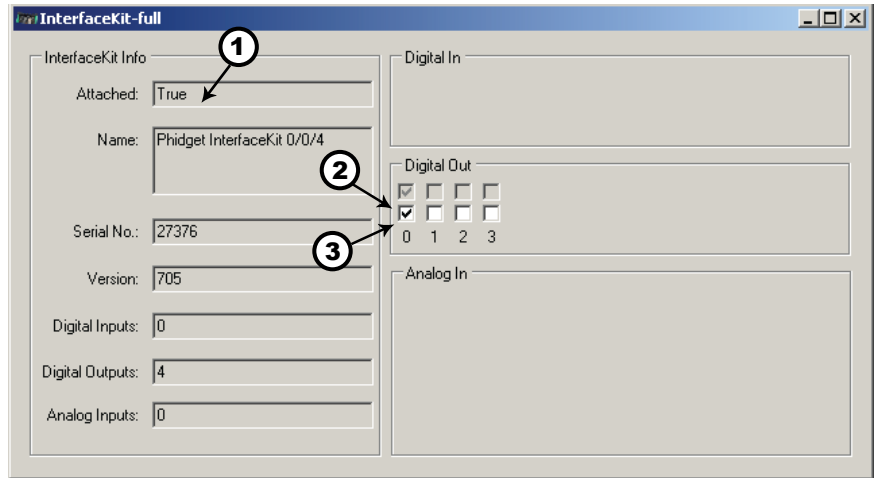 InterfaceKit-full
InterfaceKit Info
1
Attached: True
Name: Phidget InterfaceKit 0/0/4
Serial No.: 27376
Version: 705
Digital Inputs: 0
Digital Outputs: 4
Analog Inputs: 0
Digital In
Digital Out
2
3
0 1 2 3
Analog In